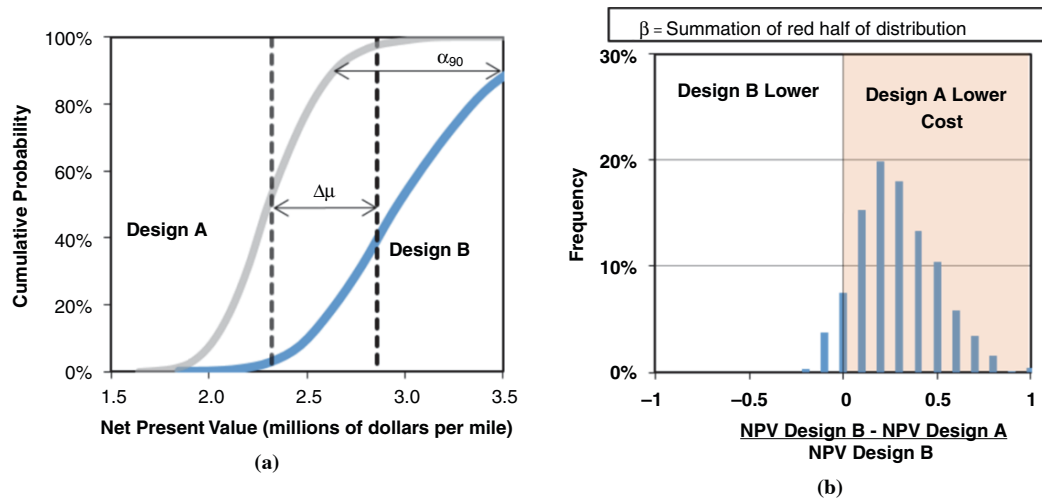 100%
80%
60%
40%
20%
0%
Cumulative Probability
α90
Δμ
Design A
Design B
1.5
2.0
2.5
3.0
3.5
Net Present Value (millions of dollars per mile)
(a)
β = Summation of red half of distribution
30%
20%
10%
0%
Frequency
Design B Lower
Design A Lower
Cost
–1
–0.5
0
0.5
1
NPV Design B - NPV Design A
NPV Design B
(b)